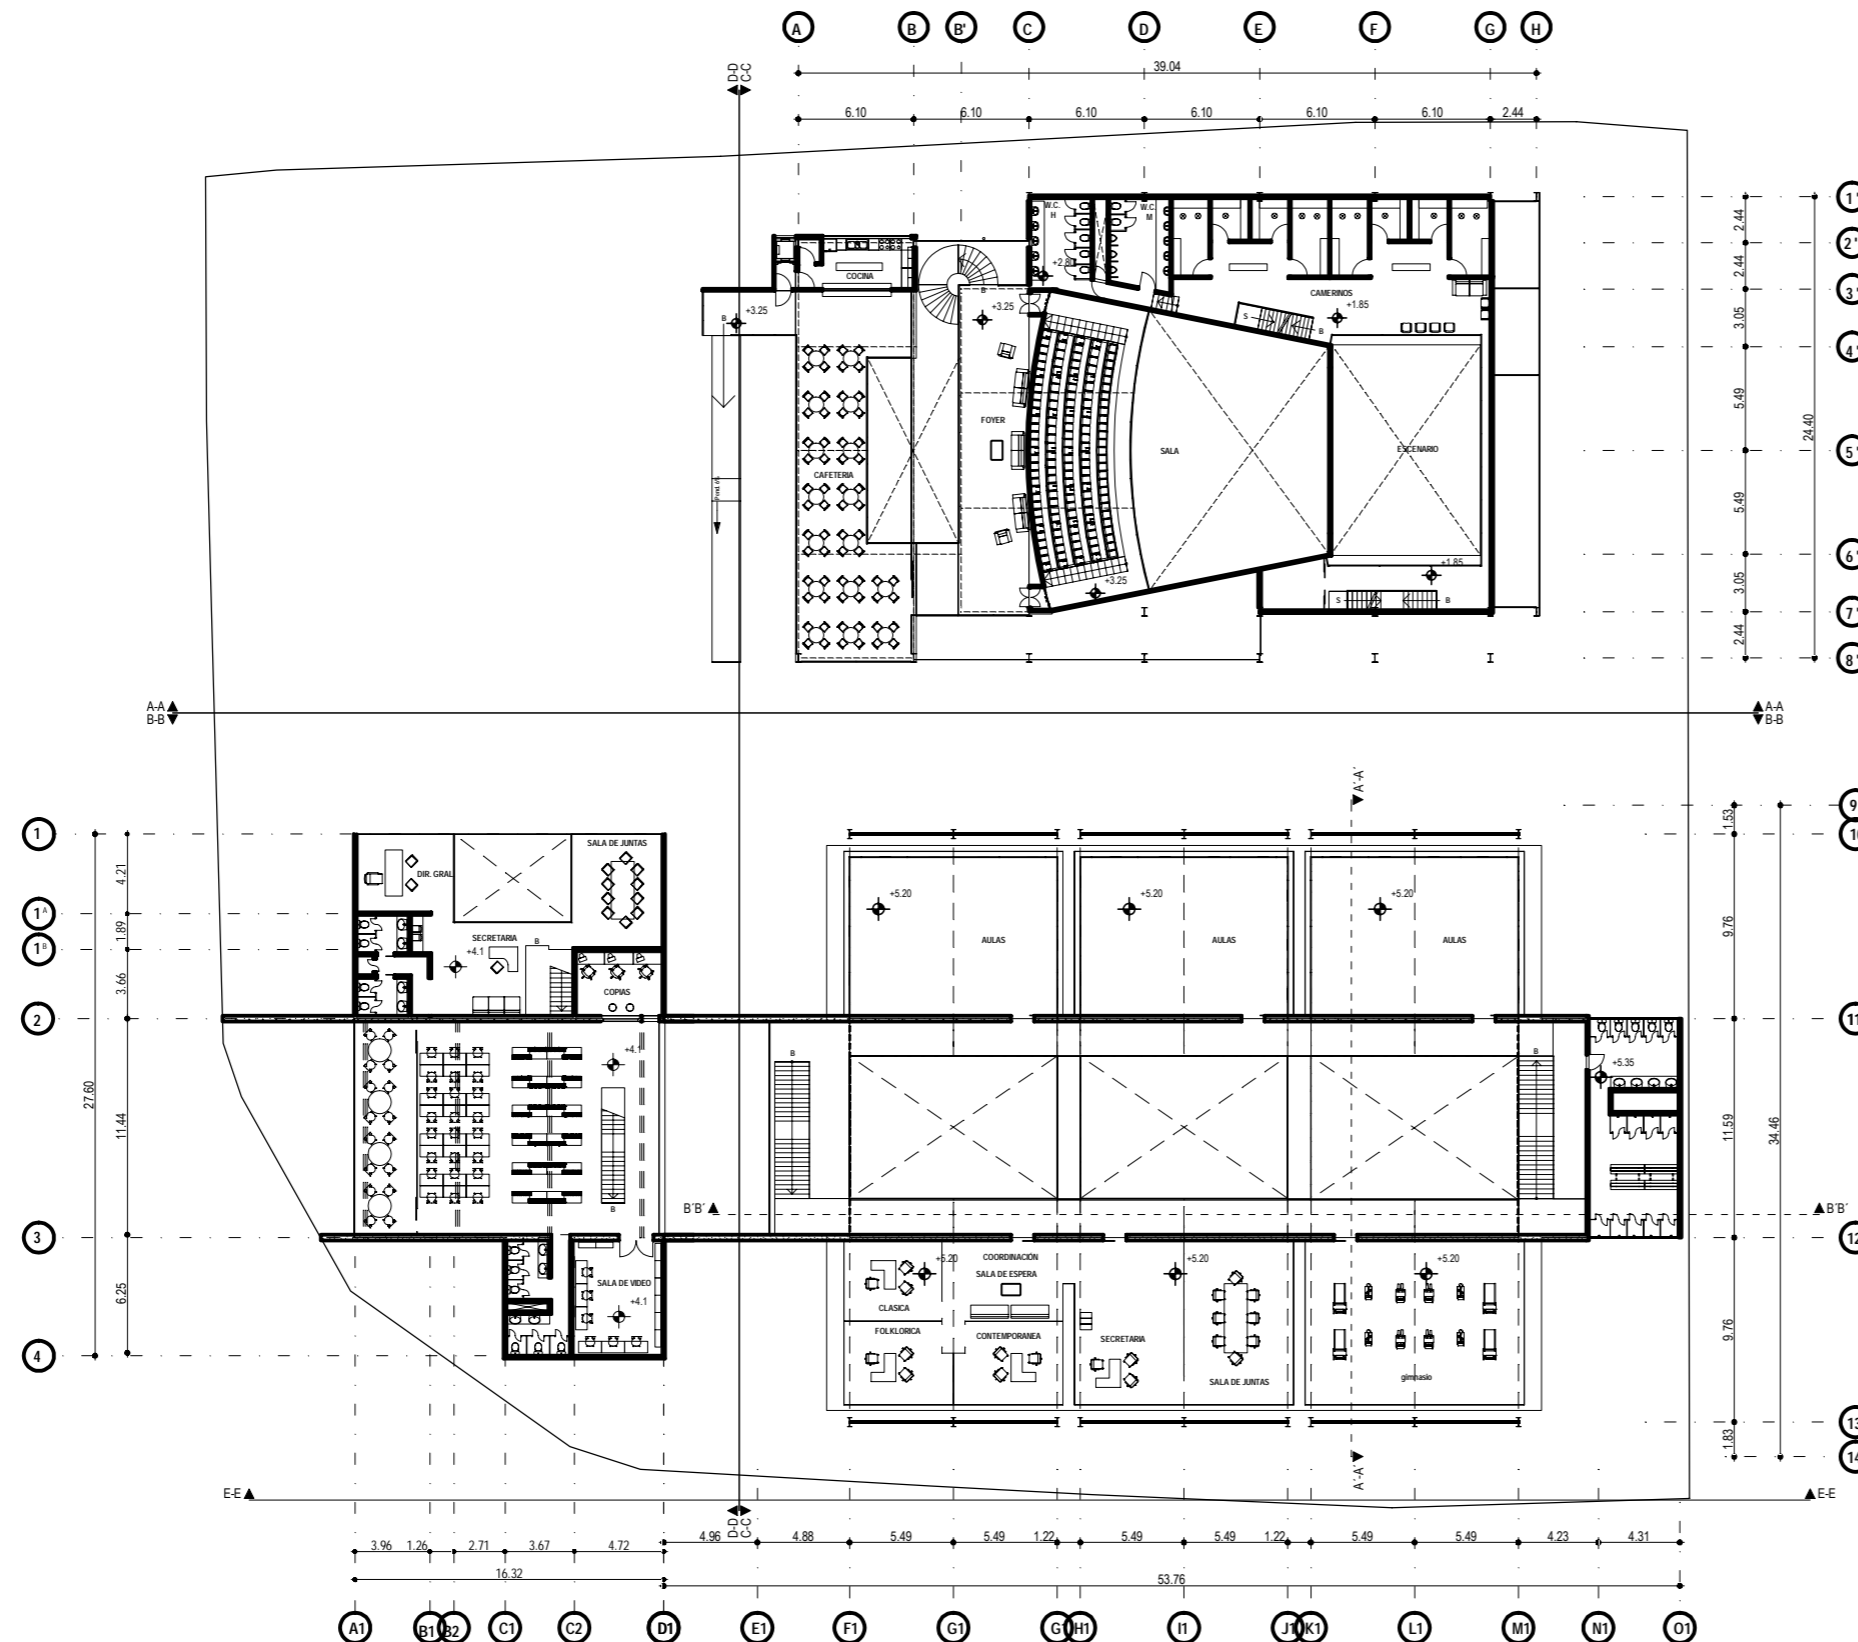 A B B' C D E F G H
D-D
C-C
39.04
6.10 6.10 6.10 6.10 6.10 6.10 2.44
W.C.
H
W.C.
M
1'
2.44
2'
COCINA
+2.80
2.44
CAMERINOS
3'
B
+3.25
B
+3.25
S
B
+1.85
3.05
4'
5.49
24.40
FOYER
SALA
ESCENARIO
5'
CAFETERIA
Pend. 6%
5.49
+3.25
+1.85
6'
S
B
3.05
7'
2.44
8'
A-A
B-B
A-A
B-B
A'-A'
9
1.53
10
1
SALA DE JUNTAS
DIR. GRAL
4.21
+5.20
+5.20
+5.20
1A
9.76
1.89
SECRETARIA
B
AULAS
AULAS
AULAS
1B
+4.1
3.66
COPIAS
2
11
+4.1
B
B
+5.35
27.60
11.44
11.59
34.46
B
B'B'
B'B'
3
12
6.25
SALA DE VIDEO
+4.1
+5.20
COORDINACIÓN
SALA DE ESPERA
+5.20
+5.20
CLASICA
FOLKLORICA
CONTEMPORANEA
SECRETARIA
9.76
4
SALA DE JUNTAS
gimnasio
13
1.83
14
A'-A'
E-E
E-E
D-D
C-C
3.96 1.26 2.71 3.67 4.72 4.96 4.88 5.49 5.49 1.22 5.49 5.49 1.22 5.49 5.49 4.23 4.31
16.32
53.76
A1 B1 B2 C1 C2 D1 E1 F1 G1 G1 H1 I1 J1 K1 L1 M1 N1 O1